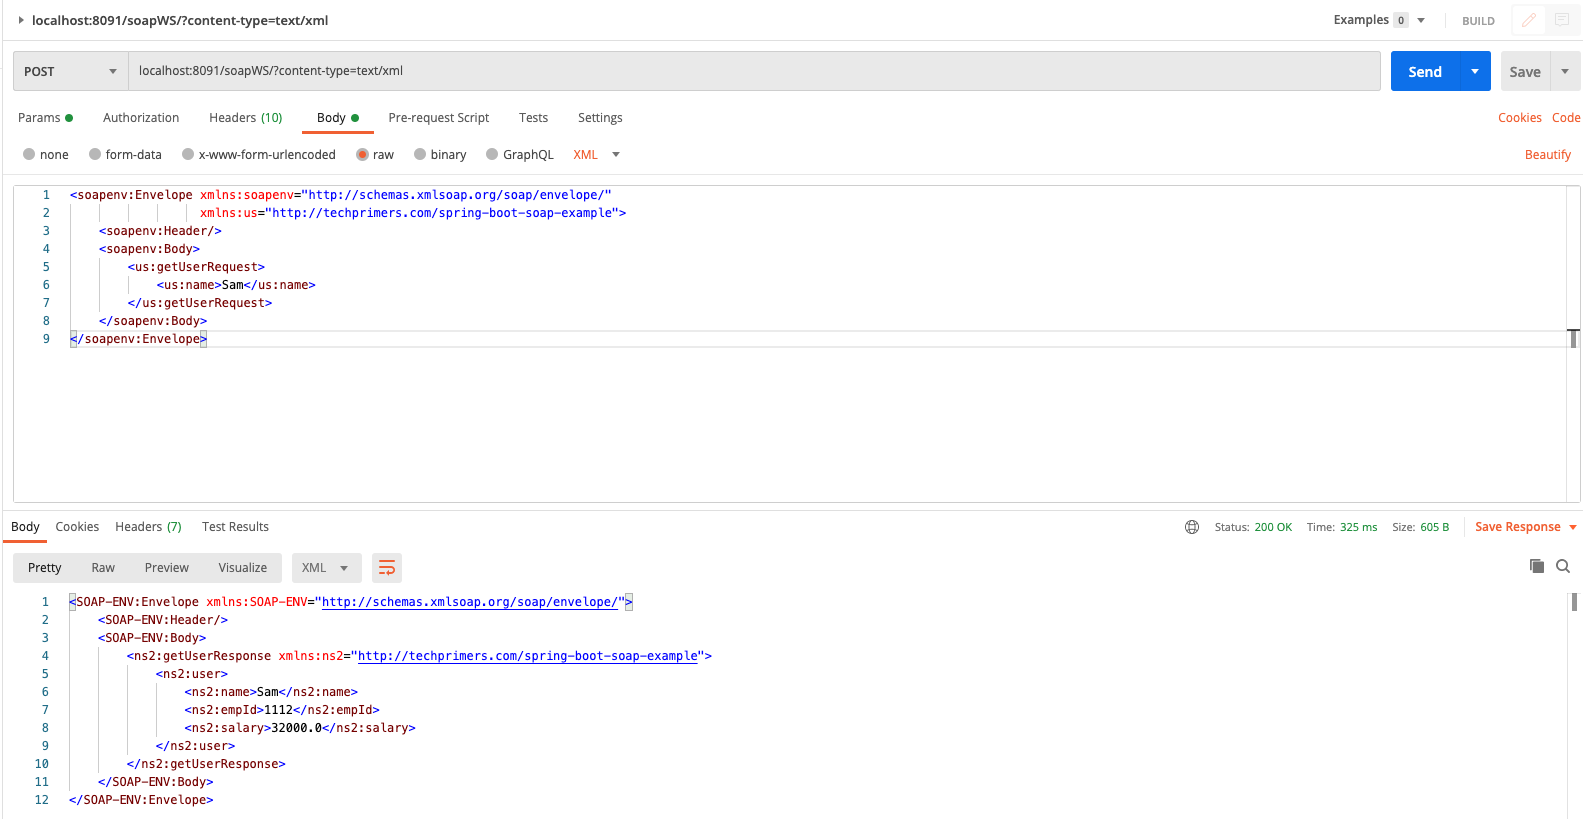 localhost:8091/soapWS/?content-type=text/xml Examples 0 BUILD
POST localhost:8091/soapWS/?content-type=text/xml Send Save
Params Authorization Headers (10) Body Pre-request Script Tests Settings Cookies Code
none form-data x-www-form-urlencoded raw binary GraphQL XML Beautify
1 <soapenv:Envelope xmlns:soapenv="http://schemas.xmlsoap.org/soap/envelope/"
2 xmlns:us="http://techprimers.com/spring-boot-soap-example">
3 <soapenv:Header/>
4 <soapenv:Body>
5 <us:getUserRequest>
6 <us:name>Sam</us:name>
7 </us:getUserRequest>
8 </soapenv:Body>
9 </soapenv:Envelope>
Body Cookies Headers (7) Test Results Status: 200 OK Time: 325 ms Size: 605 B Save Response
Pretty Raw Preview Visualize XML
1 <SOAP-ENV:Envelope xmlns:SOAP-ENV="http://schemas.xmlsoap.org/soap/envelope/">
2 <SOAP-ENV:Header/>
3 <SOAP-ENV:Body>
4 <ns2:getUserResponse xmlns:ns2="http://techprimers.com/spring-boot-soap-example">
5 <ns2:user>
6 <ns2:name>Sam</ns2:name>
7 <ns2:empId>1112</ns2:empId>
8 <ns2:salary>32000.0</ns2:salary>
9 </ns2:user>
10 </ns2:getUserResponse>
11 </SOAP-ENV:Body>
12 </SOAP-ENV:Envelope>